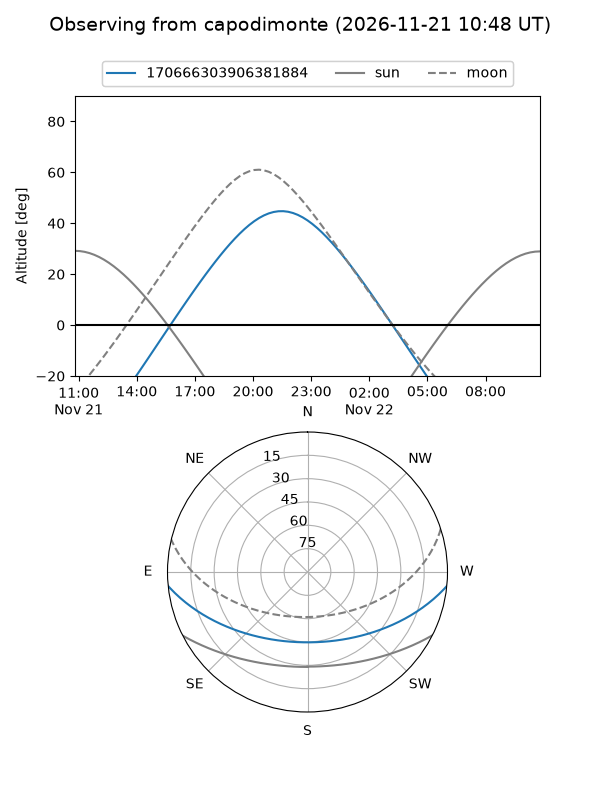 Observing from capodimonte (2026-11-21 10:48 UT)
170666303906381884 sun moon
Altitude [deg]
80
60
40
20
0
−20
11:00 14:00 17:00 20:00 23:00 02:00 05:00 08:00
Nov 21 Nov 22
N
NE NW
15
30
45
60
75
E W
SE SW
S